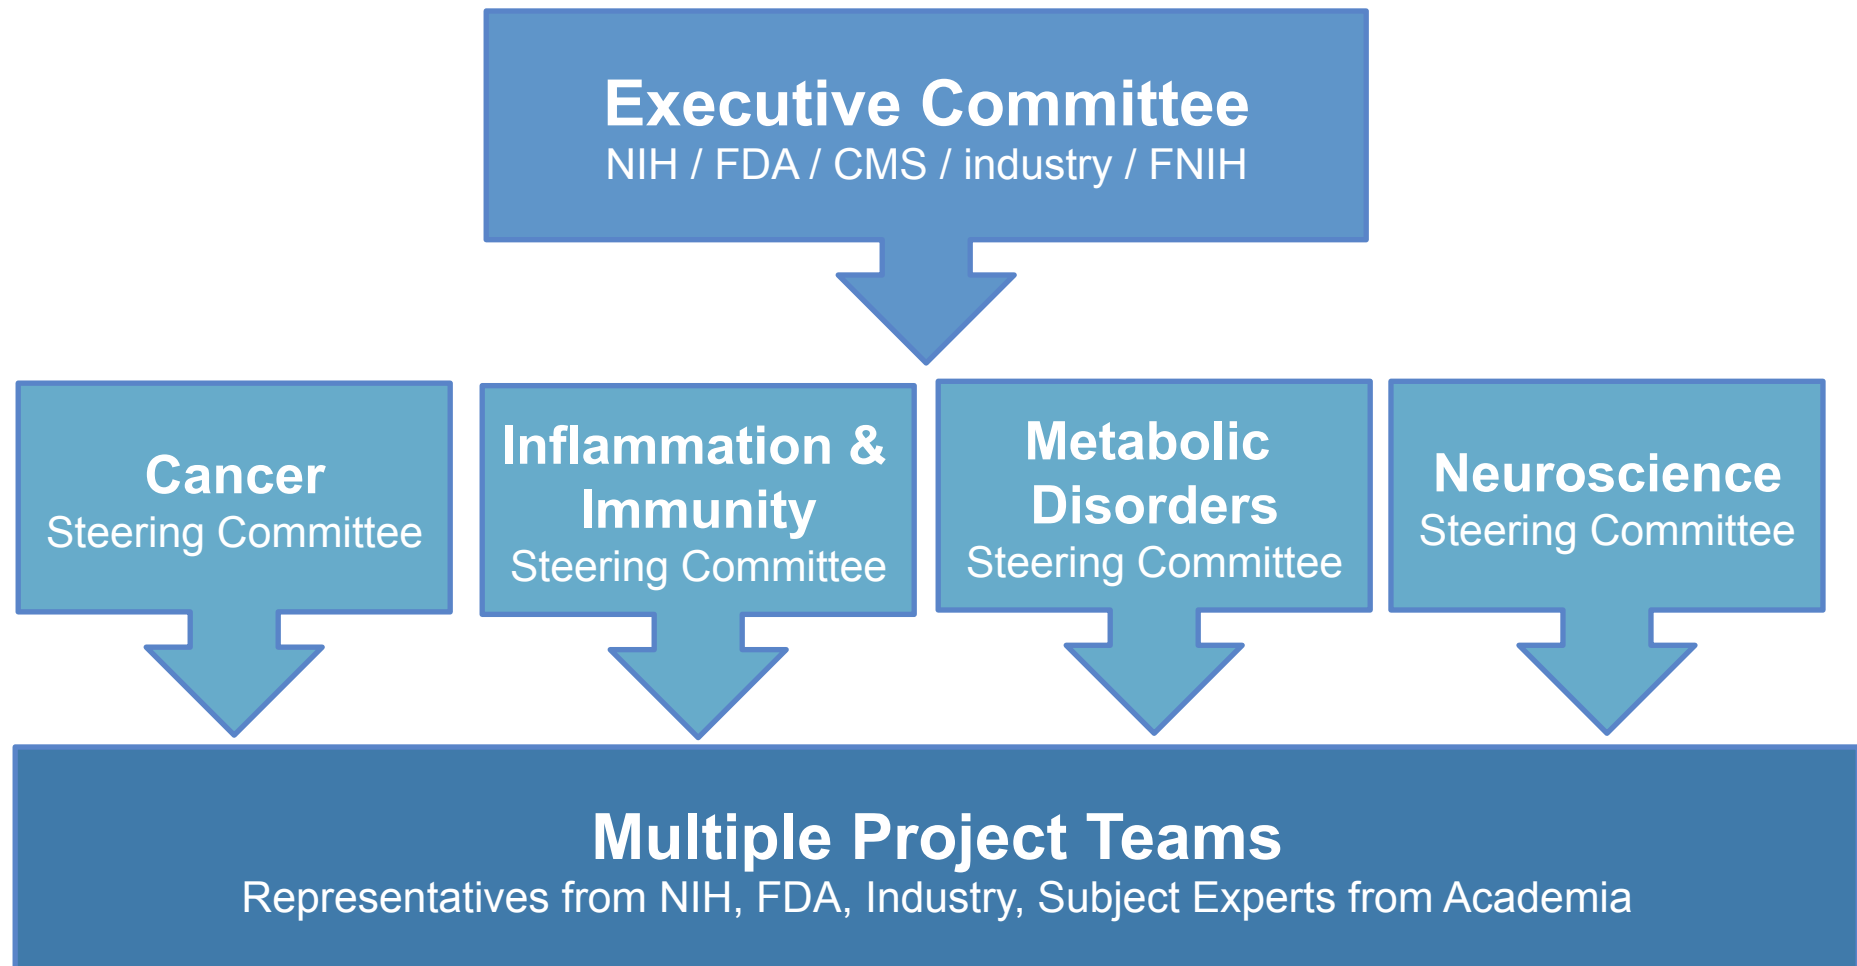 Executive Committee
NIH / FDA / CMS / industry / FNIH
Cancer
Steering Committee
Inflammation &
Immunity
Steering Committee
Metabolic
Disorders
Steering Committee
Neuroscience
Steering Committee
Multiple Project Teams
Representatives from NIH, FDA, Industry, Subject Experts from Academia